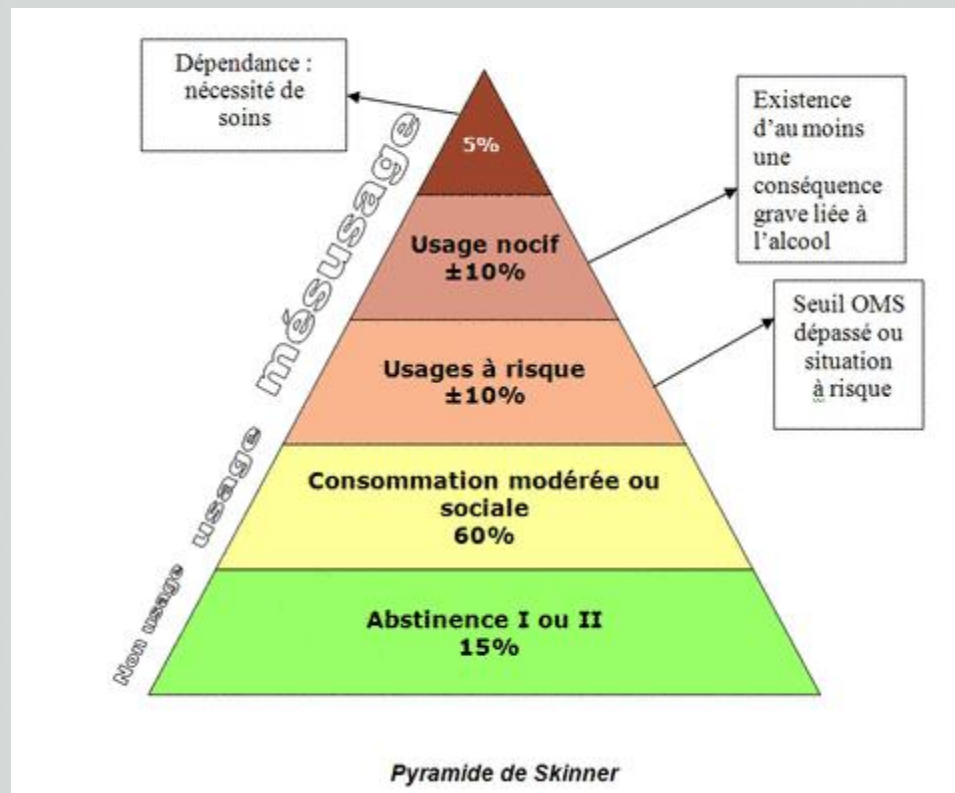 Dépendance :
nécessité de
soins
5%
Existence
d'au moins
une
conséquence
grave liée à
l'alcool
Usage nocif
±10%
Seuil OMS
dépassé ou
situation
à risque
Usages à risque
±10%
Consommation modérée ou
sociale
60%
Abstinence I ou II
15%
Non usage usage mésusage
Pyramide de Skinner